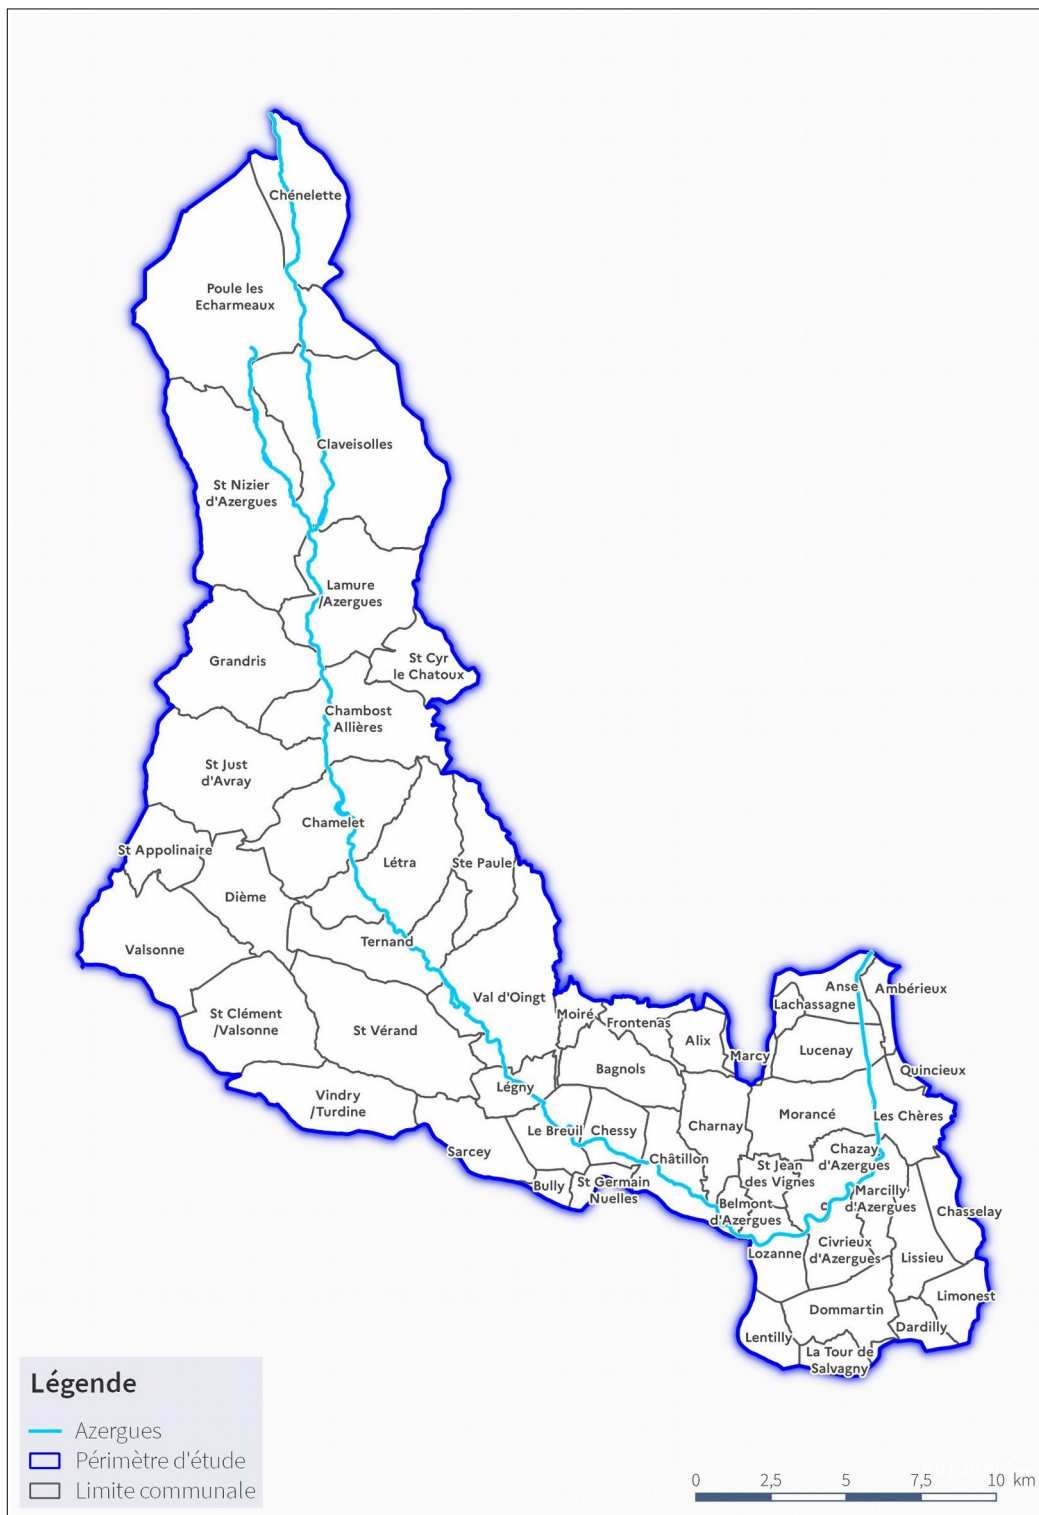 Chénelette
Poule les
Echarmeaux
Claveisolles
St Nizier
d'Azergues
Lamure
/Azergues
Grandris
St Cyr
le Chatoux
Chambost
Allières
St Just
d'Avray
Chamelet
St Appolinaire
Létra
Ste Paule
Dième
Ternand
Valsonne
Val d'Oingt
St Clément
/Valsonne
St Vérand
Moiré
Frontenas
Alix
Marcy
Anse
Ambérieux
Lachassagne
Lucenay
Quincieux
Bagnols
Légny
Vindry
/Turdine
Morancé
Les Chères
Charnay
Le Breuil
Chessy
Sarcey
Châtillon
Chazay
d'Azergues
St Jean
des Vignes
Bully
St Germain
Nuelles
Marcilly
d'Azergues
C
Belmont
d'Azergues
Chasselay
Lozanne
Civrieux
d'Azergues
Lissieu
Limonest
Dommartin
Dardilly
Lentilly
La Tour de
Salvagny
Légende
Azergues
Périmètre d'étude
Limite communale
0 2,5 5 7,5 10 km